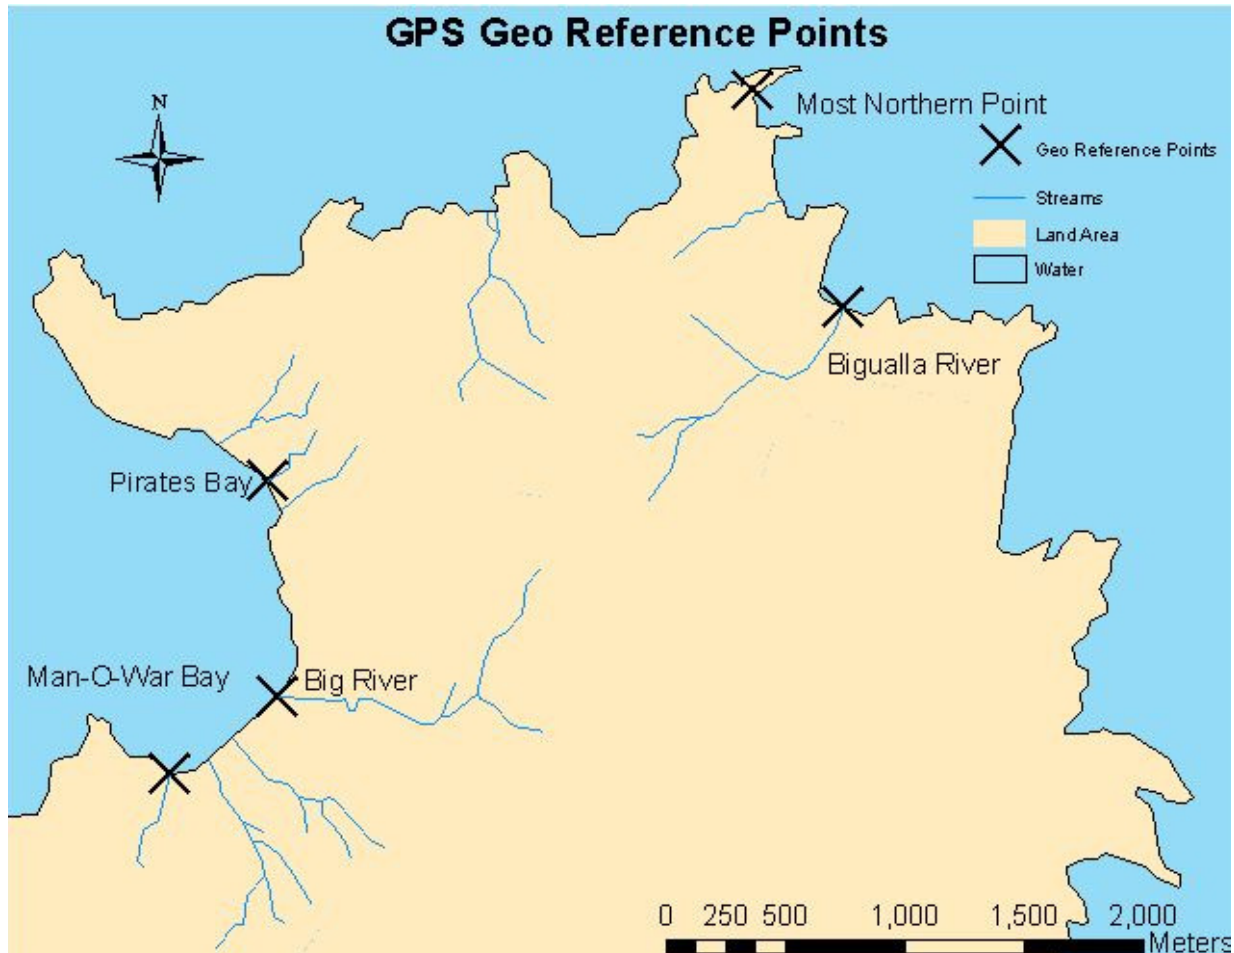 GPS Geo Reference Points
N
Most Northern Point
Geo Reference Points
Streams
Land Area
Water
Bigualla River
Pirates Bay
Man-O-War Bay
Big River
0 250 500 1,000 1,500 2,000
Meters